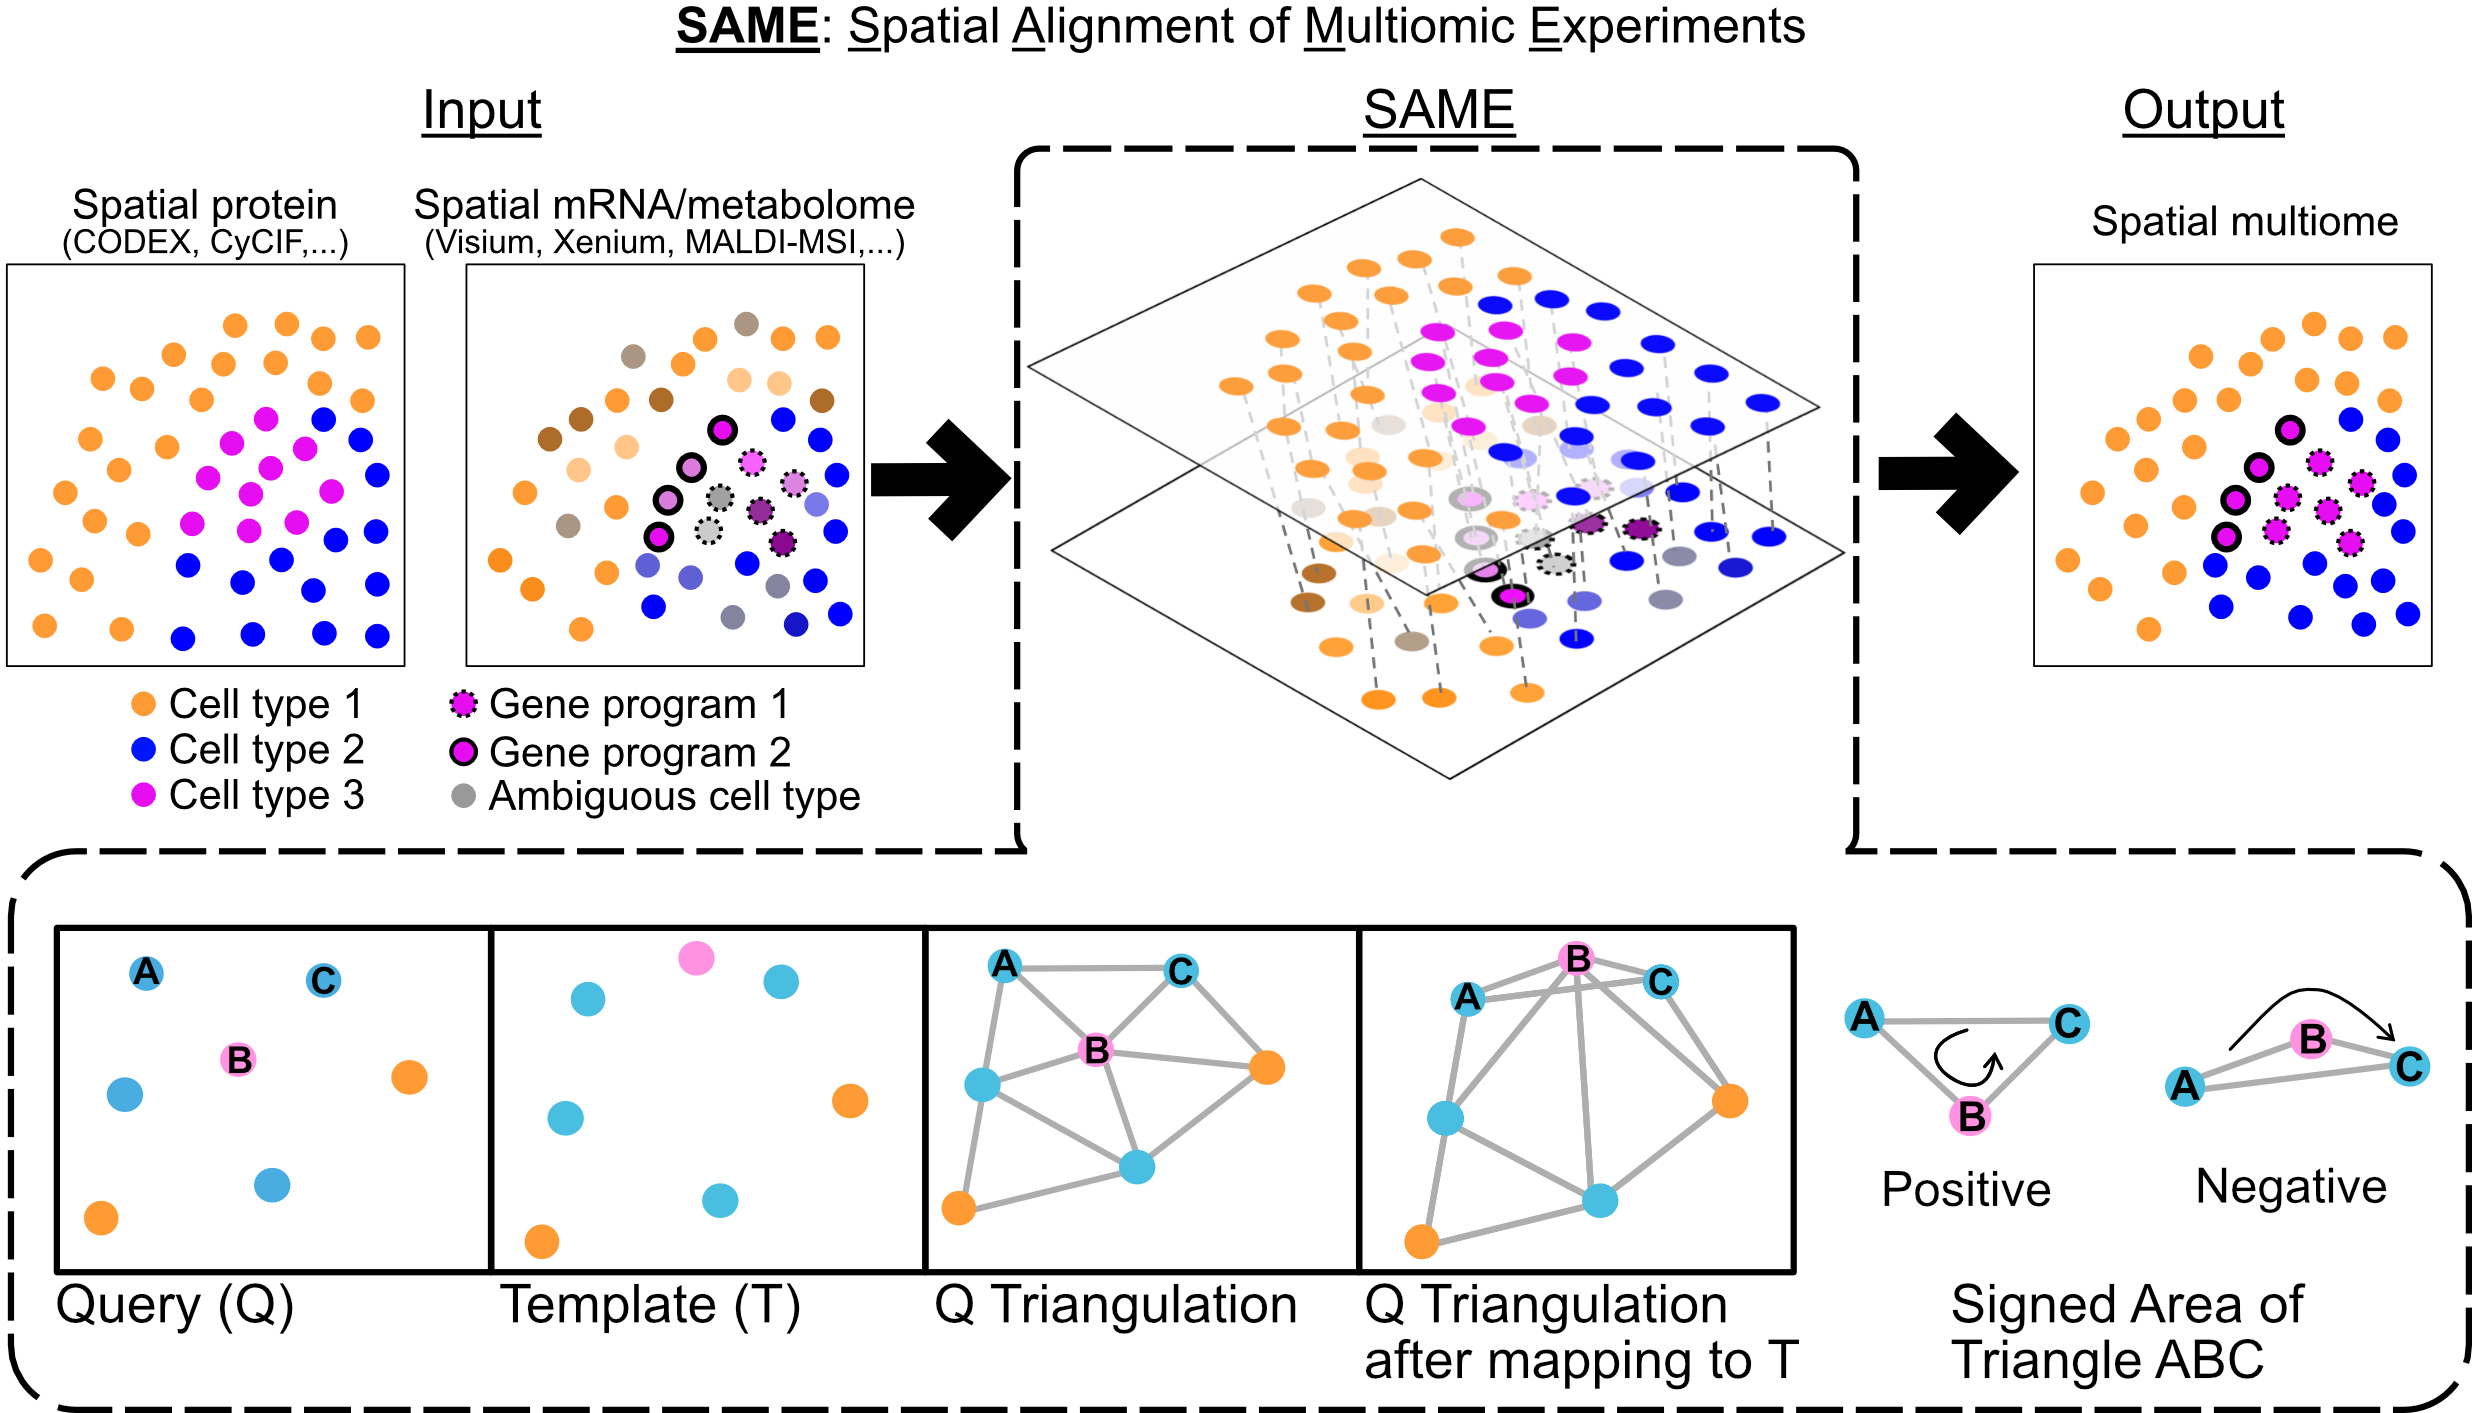 SAME: Spatial Alignment of Multiomic Experiments
Input
SAME
Output
Spatial protein
(CODEX, CyCIF,...)
Spatial mRNA/metabolome
(Visium, Xenium, MALDI-MSI,...)
Spatial multiome
Cell type 1
Cell type 2
Cell type 3
Gene program 1
Gene program 2
Ambiguous cell type
A
C
B
A
C
B
B
A
C
A
C
B
B
A
C
Positive
Negative
Query (Q)
Template (T)
Q Triangulation
Q Triangulation
after mapping to T
Signed Area of
Triangle ABC